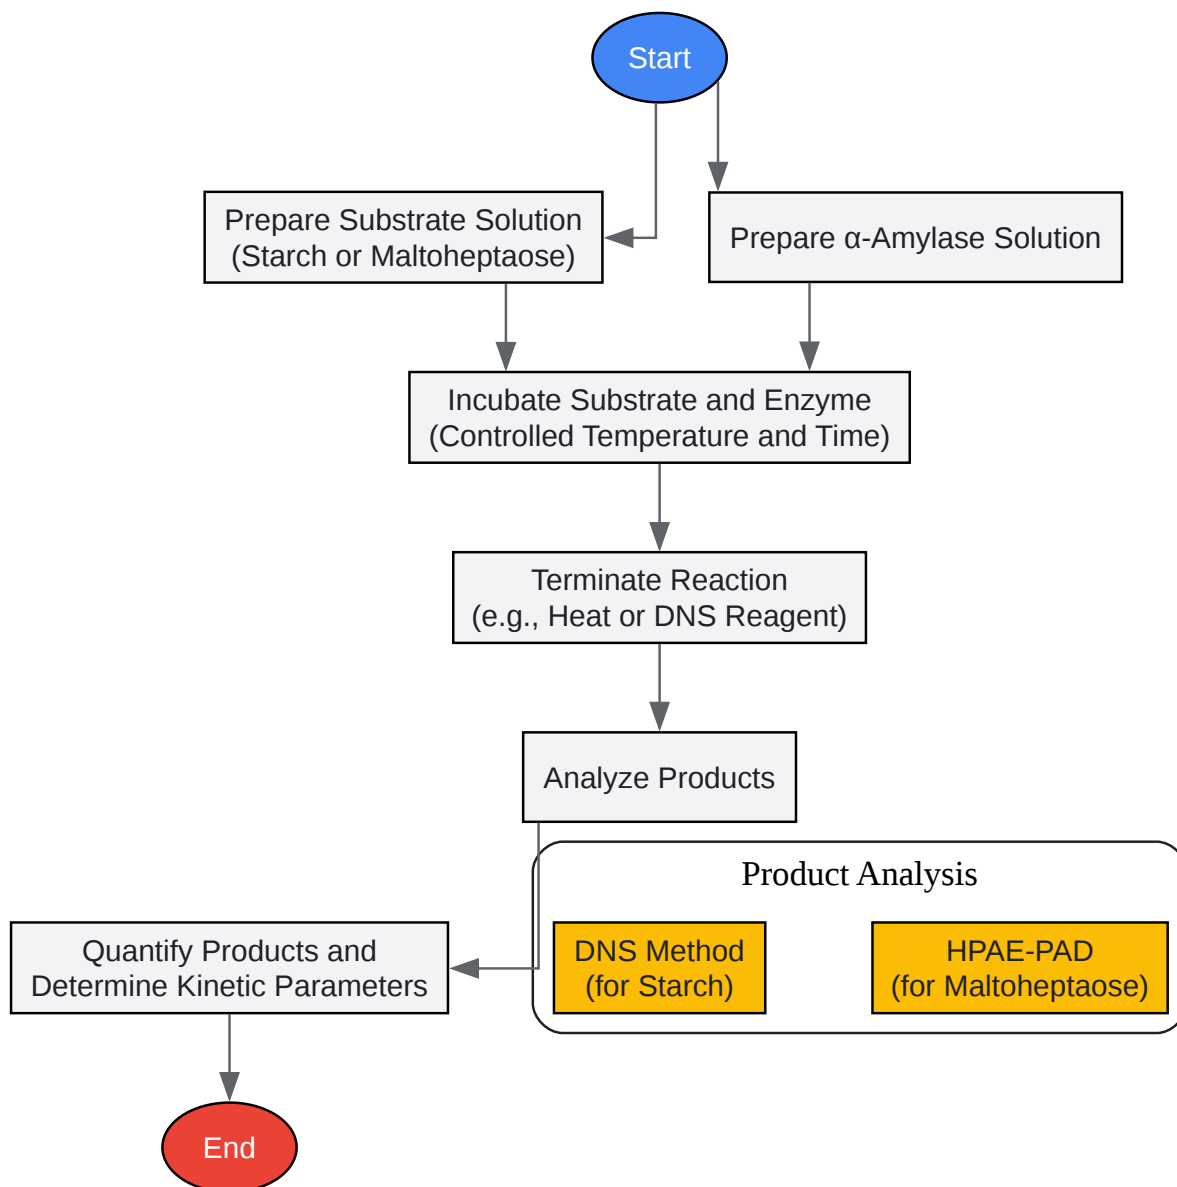 Start
Prepare Substrate Solution
(Starch or Maltoheptaose)
Prepare α-Amylase Solution
Incubate Substrate and Enzyme
(Controlled Temperature and Time)
Terminate Reaction
(e.g., Heat or DNS Reagent)
Analyze Products
Product Analysis
Quantify Products and
Determine Kinetic Parameters
DNS Method
(for Starch)
HPAE-PAD
(for Maltoheptaose)
End